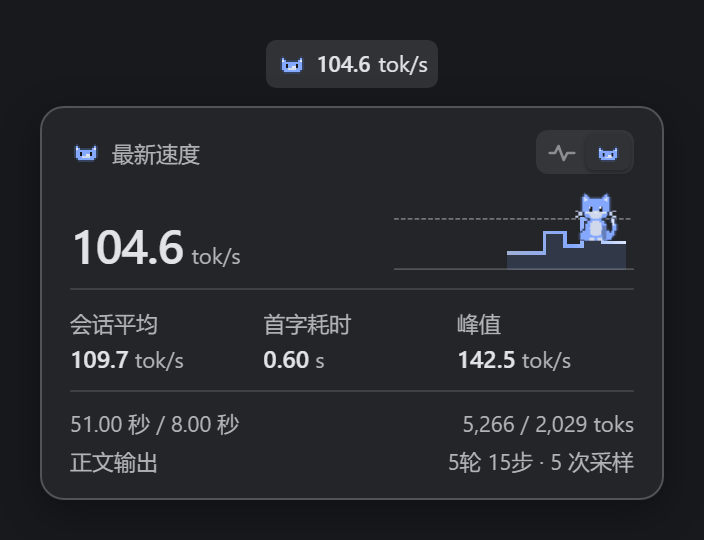 104.6 tok/s
最新速度
104.6 tok/s
会话平均 首字耗时 峰值
109.7 tok/s 0.60 s 142.5 tok/s
51.00 秒 / 8.00 秒 5,266 / 2,029 toks
正文输出 5轮 15步 · 5 次采样